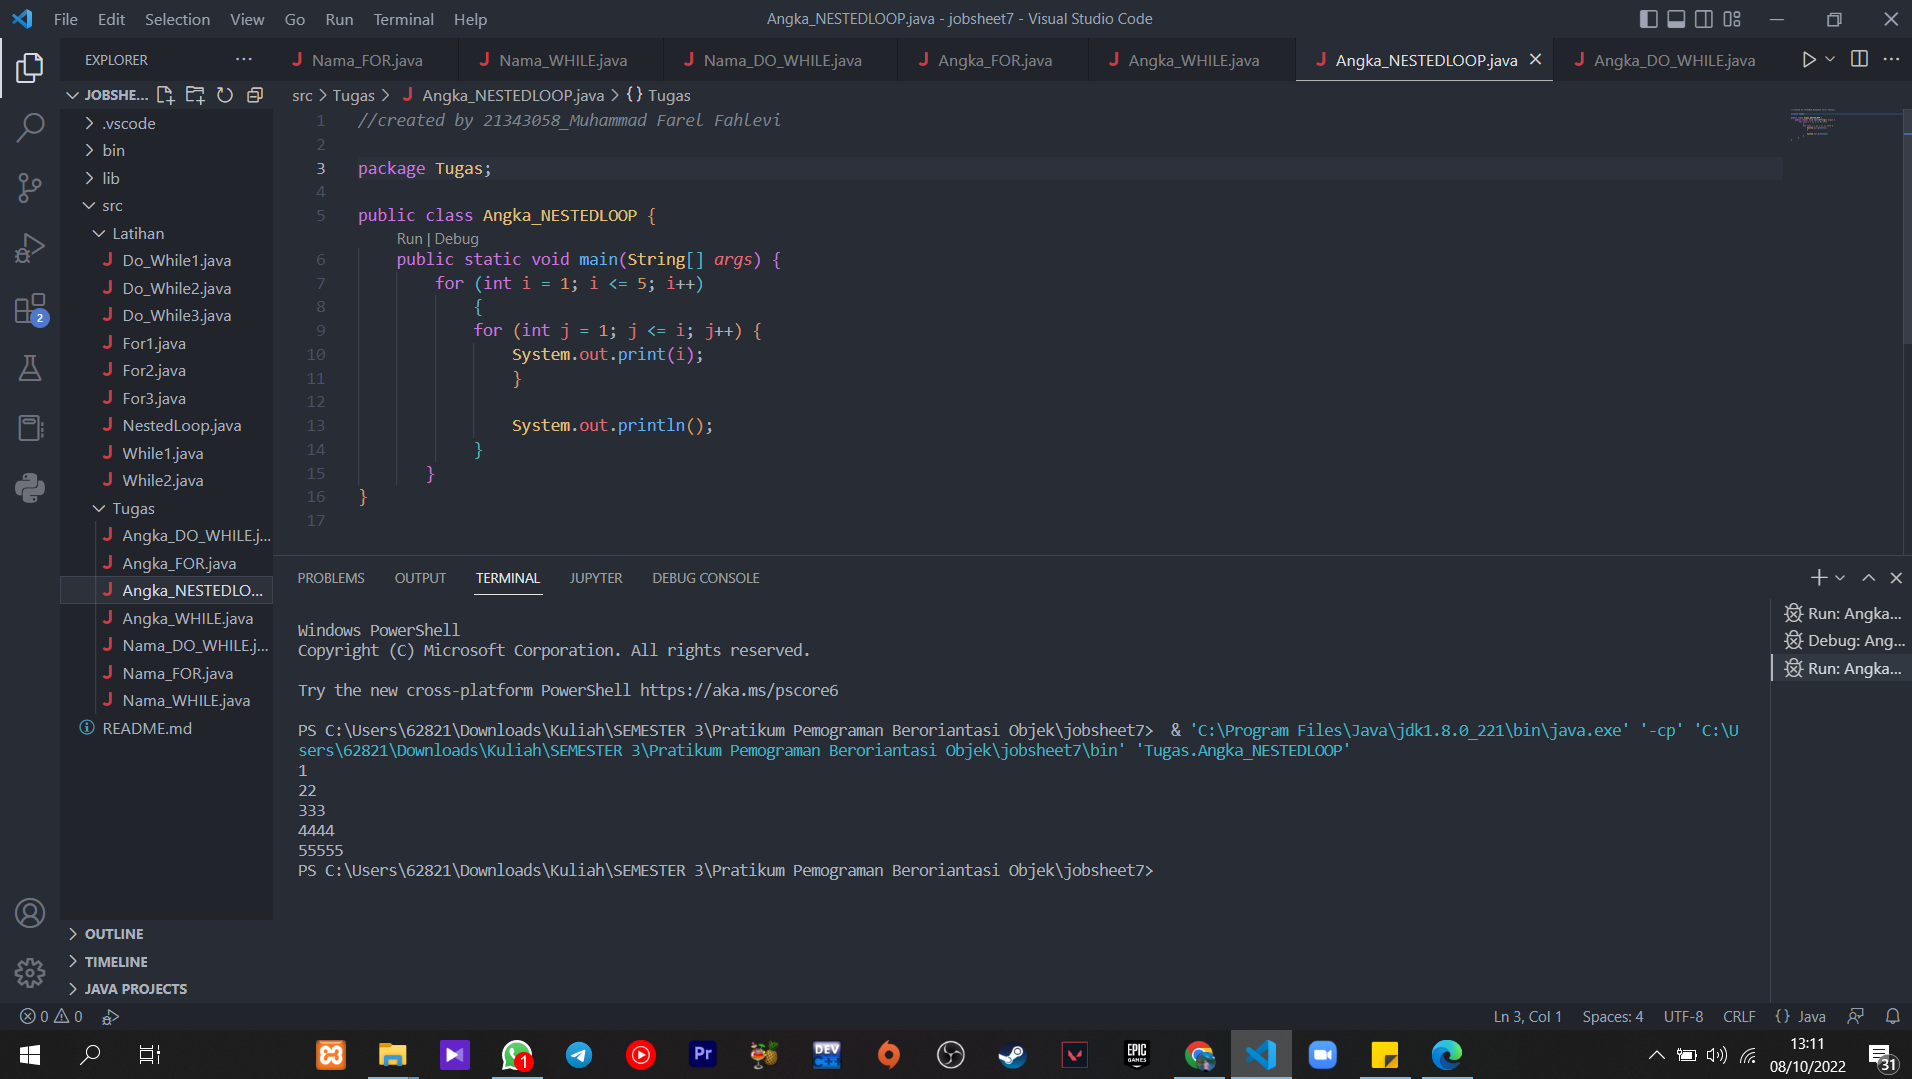 File Edit Selection View Go Run Terminal Help
Angka_NESTEDLOOP.java - jobsheet7 - Visual Studio Code
EXPLORER
Nama_FOR.java
Nama_WHILE.java
Nama_DO_WHILE.java
Angka_FOR.java
Angka_WHILE.java
Angka_NESTEDLOOP.java
Angka_DO_WHILE.java
JOBSHE...
.vscode
bin
lib
src
Latihan
Do_While1.java
Do_While2.java
Do_While3.java
For1.java
For2.java
For3.java
NestedLoop.java
While1.java
While2.java
Tugas
Angka_DO_WHILE.j...
Angka_FOR.java
Angka_NESTEDLO...
Angka_WHILE.java
Nama_DO_WHILE.j...
Nama_FOR.java
Nama_WHILE.java
README.md
OUTLINE
TIMELINE
JAVA PROJECTS
2
src > Tugas > Angka_NESTEDLOOP.java > {} Tugas
1 //created by 21343058_Muhammad Farel Fahlevi
2
3 package Tugas;
4
5 public class Angka_NESTEDLOOP {
Run | Debug
6 public static void main(String[] args) {
7 for (int i = 1; i <= 5; i++)
8 {
9 for (int j = 1; j <= i; j++) {
10 System.out.print(i);
11 }
12
13 System.out.println();
14 }
15 }
16 }
17
PROBLEMS OUTPUT TERMINAL JUPYTER DEBUG CONSOLE
Windows PowerShell
Copyright (C) Microsoft Corporation. All rights reserved.
Try the new cross-platform PowerShell https://aka.ms/pscore6
PS C:\Users\62821\Downloads\Kuliah\SEMESTER 3\Pratikum Pemograman Beroriantasi Objek\jobsheet7>  & 'C:\Program Files\Java\jdk1.8.0_221\bin\java.exe' '-cp' 'C:\U
sers\62821\Downloads\Kuliah\SEMESTER 3\Pratikum Pemograman Beroriantasi Objek\jobsheet7\bin' 'Tugas.Angka_NESTEDLOOP'
1
22
333
4444
55555
PS C:\Users\62821\Downloads\Kuliah\SEMESTER 3\Pratikum Pemograman Beroriantasi Objek\jobsheet7>
Run: Angka...
Debug: Ang...
Run: Angka...
0 0
Ln 3, Col 1 Spaces: 4 UTF-8 CRLF {} Java
1
Pr
DEV C++
EPIC GAMES
13:11
08/10/2022
31